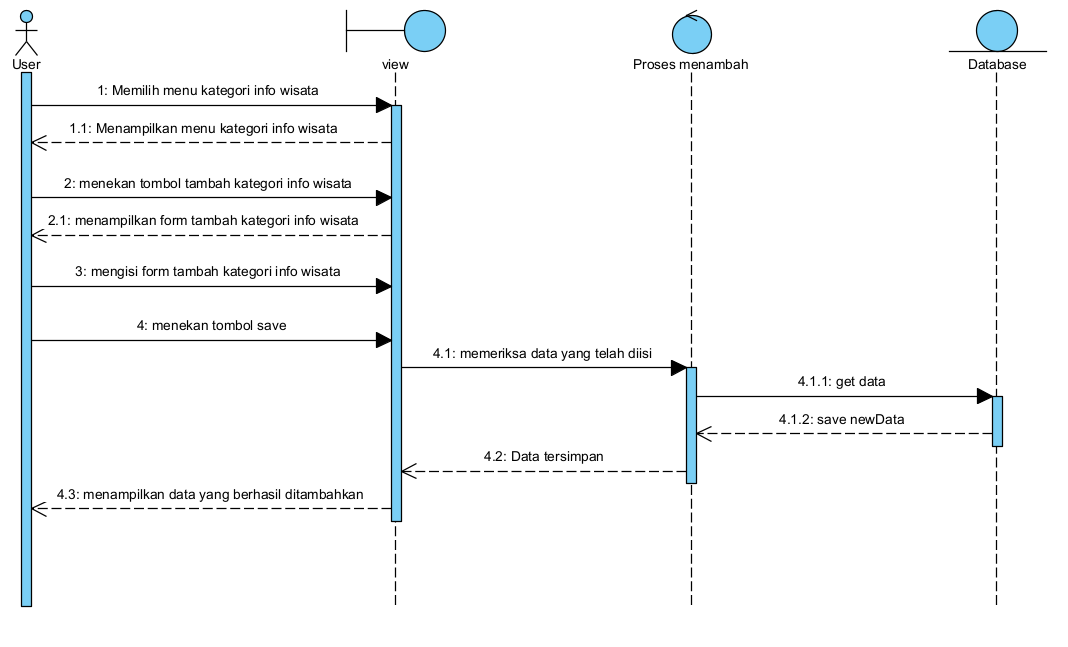 User
view
Proses menambah
Database
1: Memilih menu kategori info wisata
1.1: Menampilkan menu kategori info wisata
2: menekan tombol tambah kategori info wisata
2.1: menampilkan form tambah kategori info wisata
3: mengisi form tambah kategori info wisata
4: menekan tombol save
4.1: memeriksa data yang telah diisi
4.1.1: get data
4.1.2: save newData
4.2: Data tersimpan
4.3: menampilkan data yang berhasil ditambahkan